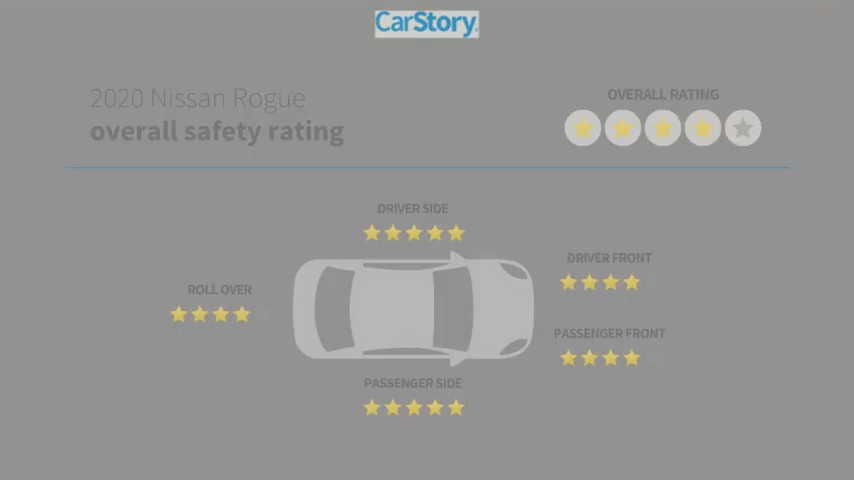 CarStory
2020 Nissan Rogue
overall safety rating
OVERALL RATING
DRIVER SIDE
DRIVER FRONT
ROLL OVER
PASSENGER FRONT
PASSENGER SIDE